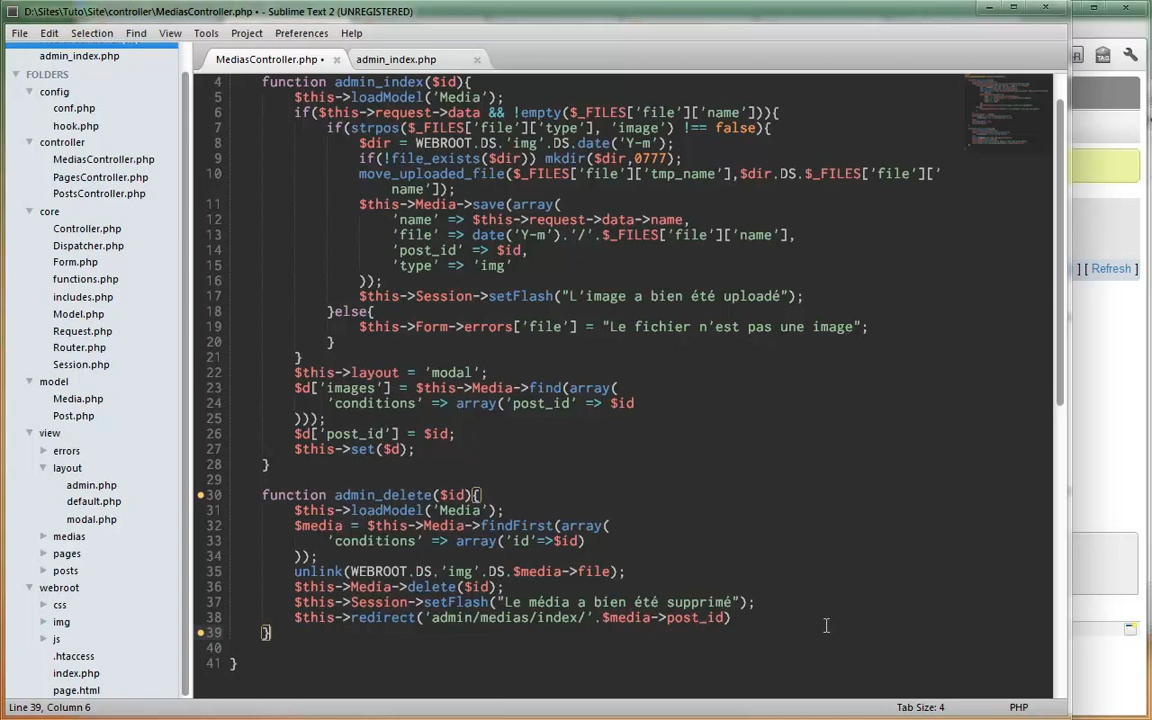 D:\Sites\Tuto\Site\controller\MediasController.php • - Sublime Text 2 (UNREGISTERED)
File Edit Selection Find View Tools Project Preferences Help
admin_index.php
FOLDERS
config
conf.php
hook.php
controller
MediasController.php
PagesController.php
PostsController.php
core
Controller.php
Dispatcher.php
Form.php
functions.php
includes.php
Model.php
Request.php
Router.php
Session.php
model
Media.php
Post.php
view
errors
layout
admin.php
default.php
modal.php
medias
pages
posts
webroot
css
img
js
.htaccess
index.php
page.html
MediasController.php • × admin_index.php ×
4 function admin_index($id){
5 $this->loadModel('Media');
6 if($this->request->data && !empty($_FILES['file']['name'])){
7 if(strpos($_FILES['file']['type'], 'image') !== false){
8 $dir = WEBROOT.DS.'img'.DS.date('Y-m');
9 if(!file_exists($dir)) mkdir($dir,0777);
10 move_uploaded_file($_FILES['file']['tmp_name'],$dir.DS.$_FILES['file']['
name']);
11 $this->Media->save(array(
12 'name' => $this->request->data->name,
13 'file' => date('Y-m').'/'.$_FILES['file']['name'],
14 'post_id' => $id,
15 'type' => 'img'
16 ));
17 $this->Session->setFlash("L'image a bien été uploadé");
18 }else{
19 $this->Form->errors['file'] = "Le fichier n'est pas une image";
20 }
21 }
22 $this->layout = 'modal';
23 $d['images'] = $this->Media->find(array(
24 'conditions' => array('post_id' => $id
25 )));
26 $d['post_id'] = $id;
27 $this->set($d);
28 }
29
30 function admin_delete($id){
31 $this->loadModel('Media');
32 $media = $this->Media->findFirst(array(
33 'conditions' => array('id'=>$id)
34 ));
35 unlink(WEBROOT.DS.'img'.DS.$media->file);
36 $this->Media->delete($id);
37 $this->Session->setFlash("Le média a bien été supprimé");
38 $this->redirect('admin/medias/index/'.$media->post_id)
39 }
40
41 }
] [ Refresh ]
TAG
Line 39, Column 6 Tab Size: 4 PHP